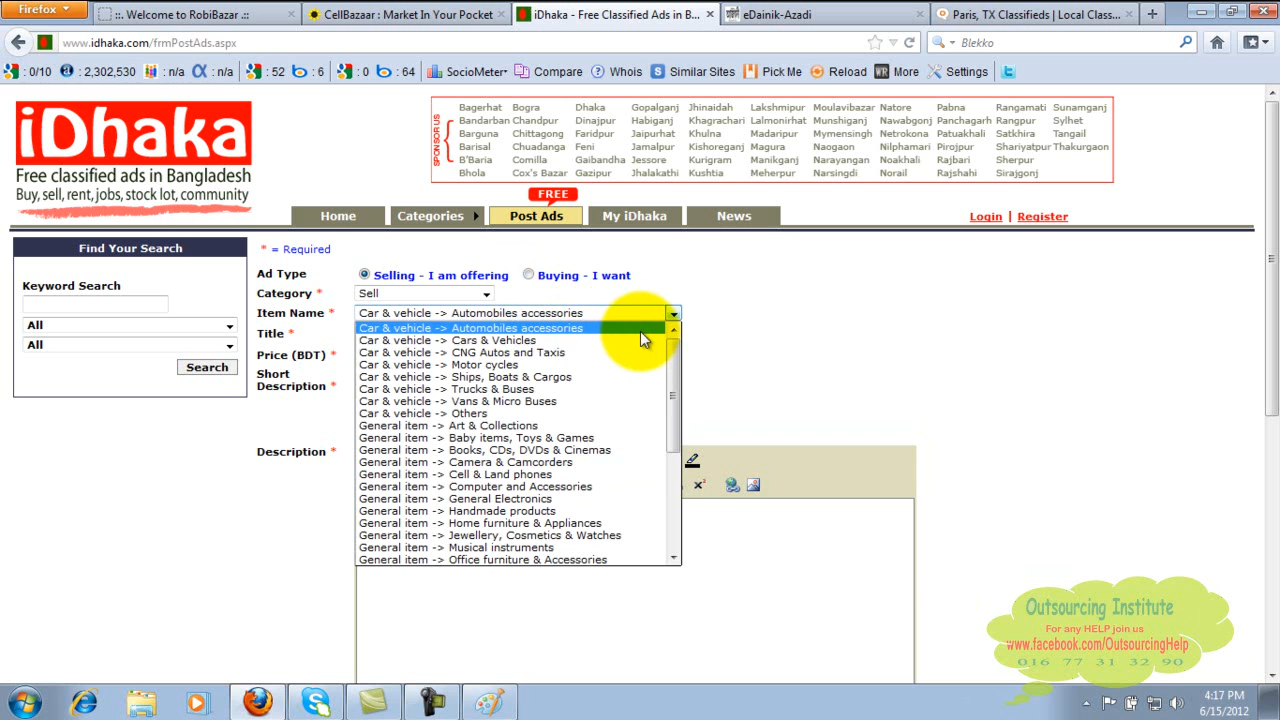 Firefox
.:: Welcome to RobiBazar ::.
CellBazaar : Market In Your Pocket
iDhaka - Free Classified Ads in B...
eDainik-Azadi
Paris, TX Classifieds | Local Class...
www.idhaka.com/frmPostAds.aspx
Blekko
: 0/10 : 2,302,530 : n/a : n/a : 52 : 6 : 0 : 64 SocioMeter Compare Whois Similar Sites Pick Me Reload More Settings
iDhaka
Free classified ads in Bangladesh
Buy, sell, rent, jobs, stock lot, community
SPONSOR US
Bagerhat Bogra Dhaka Gopalganj Jhinaidah Lakshmipur Moulavibazar Natore Pabna Rangamati Sunamganj
Bandarban Chandpur Dinajpur Habiganj Khagrachari Lalmonirhat Munshiganj Nawabgonj Panchagarh Rangpur Sylhet
Barguna Chittagong Faridpur Jaipurhat Khulna Madaripur Mymensingh Netrokona Patuakhali Satkhira Tangail
Barisal Chuadanga Feni Jamalpur Kishoreganj Magura Naogaon Nilphamari Pirojpur Shariyatpur Thakurgaon
B'Baria Comilla Gaibandha Jessore Kurigram Manikganj Narayangan Noakhali Rajbari Sherpur
Bhola Cox's Bazar Gazipur Jhalakathi Kushtia Meherpur Narsingdi Norail Rajshahi Sirajgonj
FREE
Home Categories Post Ads My iDhaka News
Login | Register
Find Your Search
Keyword Search
All
All
Search
* = Required
Ad Type Selling - I am offering Buying - I want
Category * Sell
Item Name * Car & vehicle -> Automobiles accessories
Title *
Price (BDT) *
Short Description *
Description *
Car & vehicle -> Automobiles accessories
Car & vehicle -> Cars & Vehicles
Car & vehicle -> CNG Autos and Taxis
Car & vehicle -> Motor cycles
Car & vehicle -> Ships, Boats & Cargos
Car & vehicle -> Trucks & Buses
Car & vehicle -> Vans & Micro Buses
Car & vehicle -> Others
General item -> Art & Collections
General item -> Baby items, Toys & Games
General item -> Books, CDs, DVDs & Cinemas
General item -> Camera & Camcorders
General item -> Cell & Land phones
General item -> Computer and Accessories
General item -> General Electronics
General item -> Handmade products
General item -> Home furniture & Appliances
General item -> Jewellery, Cosmetics & Watches
General item -> Musical instruments
General item -> Office furniture & Accessories
Outsourcing Institute
For any HELP join us
www.facebook.com/OutsourcingHelp
016 77 31 32 90
4:17 PM
6/15/2012